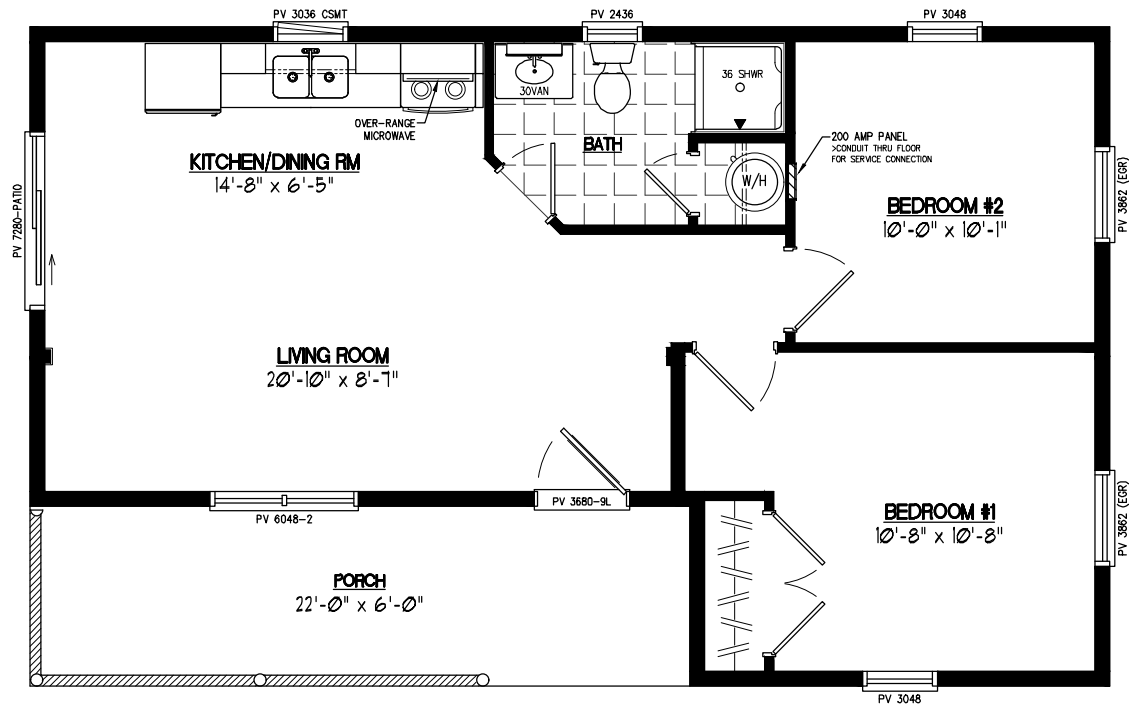 PV 3036 CSMT
PV 2436
PV 3048
OVER-RANGE
MICROWAVE
30VAN
36 SHWR
BATH
W/H
200 AMP PANEL
>CONDUIT THRU FLOOR
FOR SERVICE CONNECTION
KITCHEN/DINING RM
14'-8" x 6'-5"
PV 7280-PATIO
BEDROOM #2
10'-0" x 10'-1"
PV 3862 (EGR)
LIVING ROOM
20'-10" x 8'-7"
PV 6048-2
PV 3680-9L
BEDROOM #1
10'-8" x 10'-8"
PV 3862 (EGR)
PORCH
22'-0" x 6'-0"
PV 3048